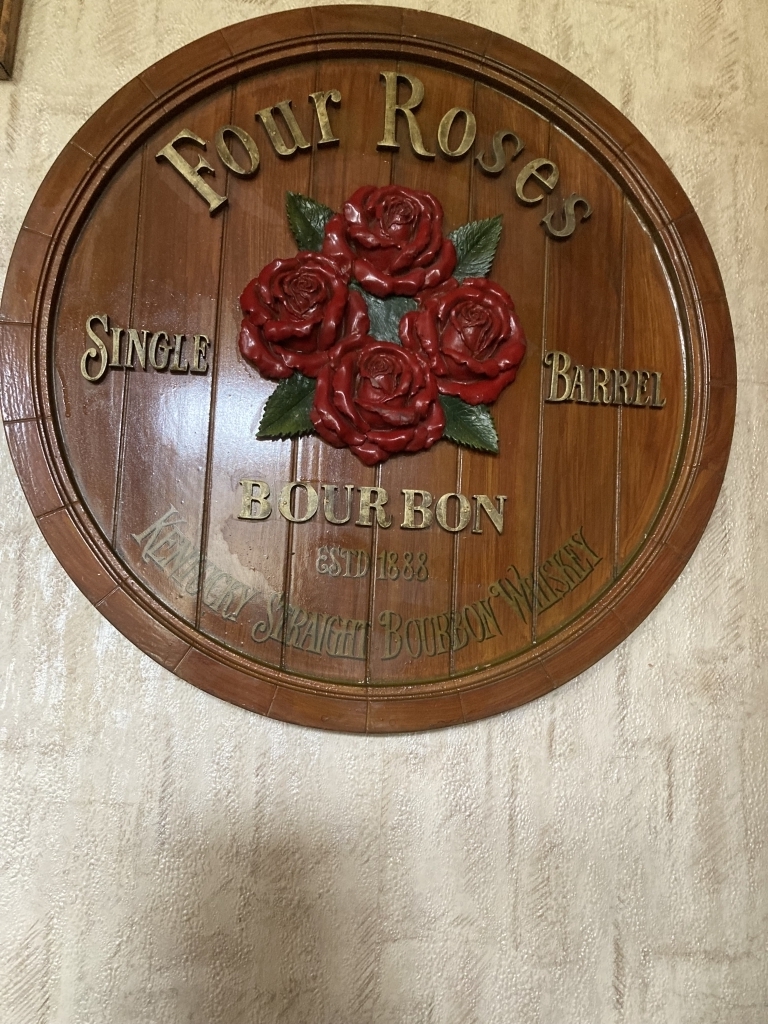 Four Roses
SINGLE BARREL
BOURBON
ESTD 1888
KENTUCKY STRAIGHT BOURBON WHISKEY